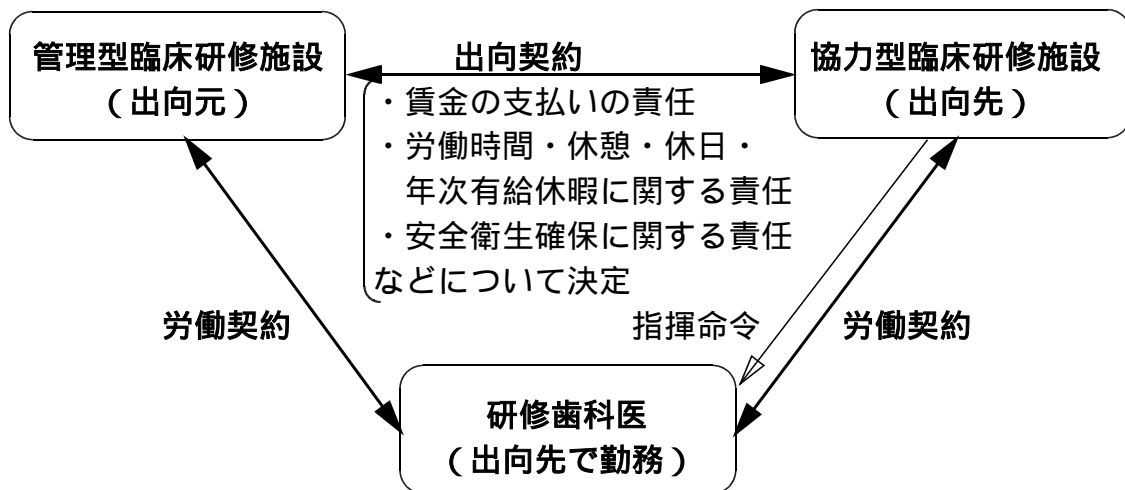 管理型臨床研修施設
（出向元）
出向契約
協力型臨床研修施設
（出向先）
・賃金の支払いの責任
・労働時間・休憩・休日・
年次有給休暇に関する責任
・安全衛生確保に関する責任
などについて決定
労働契約
指揮命令
労働契約
研修歯科医
（出向先で勤務）